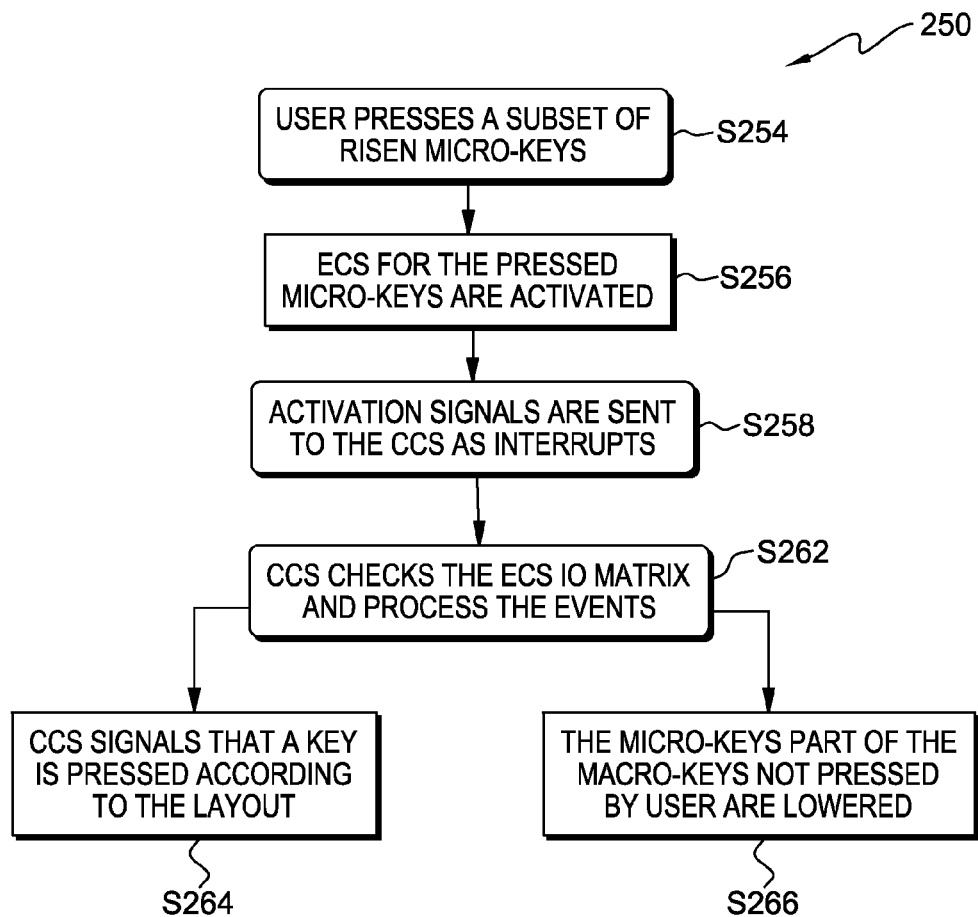 250
USER PRESSES A SUBSET OF
RISEN MICRO-KEYS
S254
ECS FOR THE PRESSED
MICRO-KEYS ARE ACTIVATED
S256
ACTIVATION SIGNALS ARE SENT
TO THE CCS AS INTERRUPTS
S258
CCS CHECKS THE ECS IO MATRIX
AND PROCESS THE EVENTS
S262
CCS SIGNALS THAT A KEY
IS PRESSED ACCORDING
TO THE LAYOUT
S264
THE MICRO-KEYS PART OF THE
MACRO-KEYS NOT PRESSED
BY USER ARE LOWERED
S266